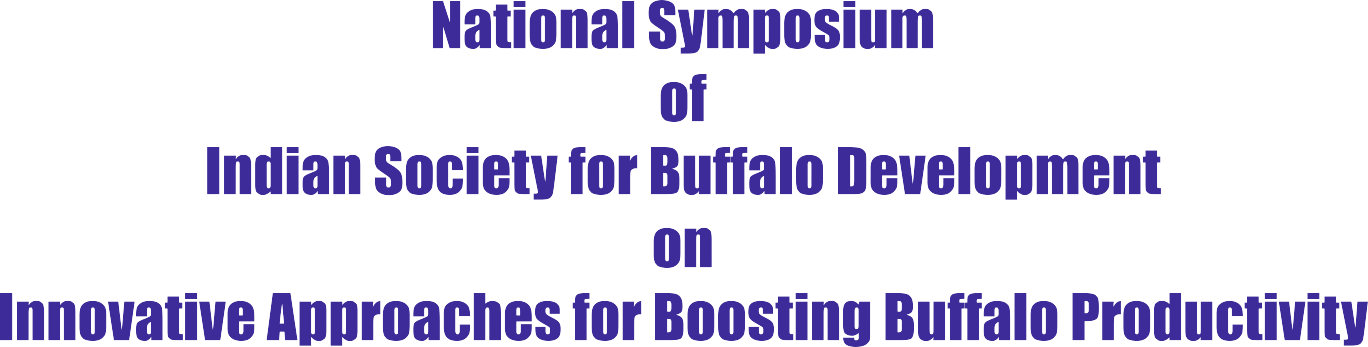 National Symposium
of
Indian Society for Buffalo Development
on
Innovative Approaches for Boosting Buffalo Productivity